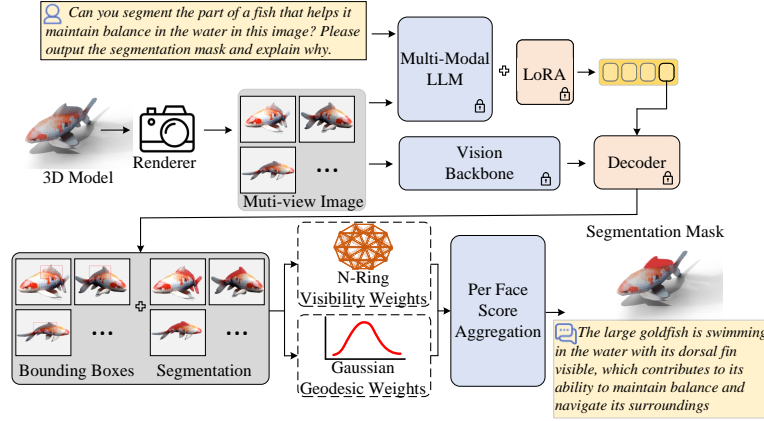 Can you segment the part of a fish that helps it
maintain balance in the water in this image? Please
output the segmentation mask and explain why.
Multi-Modal
LLM
LoRA
3D Model
Renderer
Muti-view Image
...
Vision
Backbone
Decoder
Segmentation Mask
Bounding Boxes
...
Segmentation
...
N-Ring
Visibility Weights
Gaussian
Geodesic Weights
Per Face
Score
Aggregation
The large goldfish is swimming
in the water with its dorsal fin
visible, which contributes to its
ability to maintain balance and
navigate its surroundings